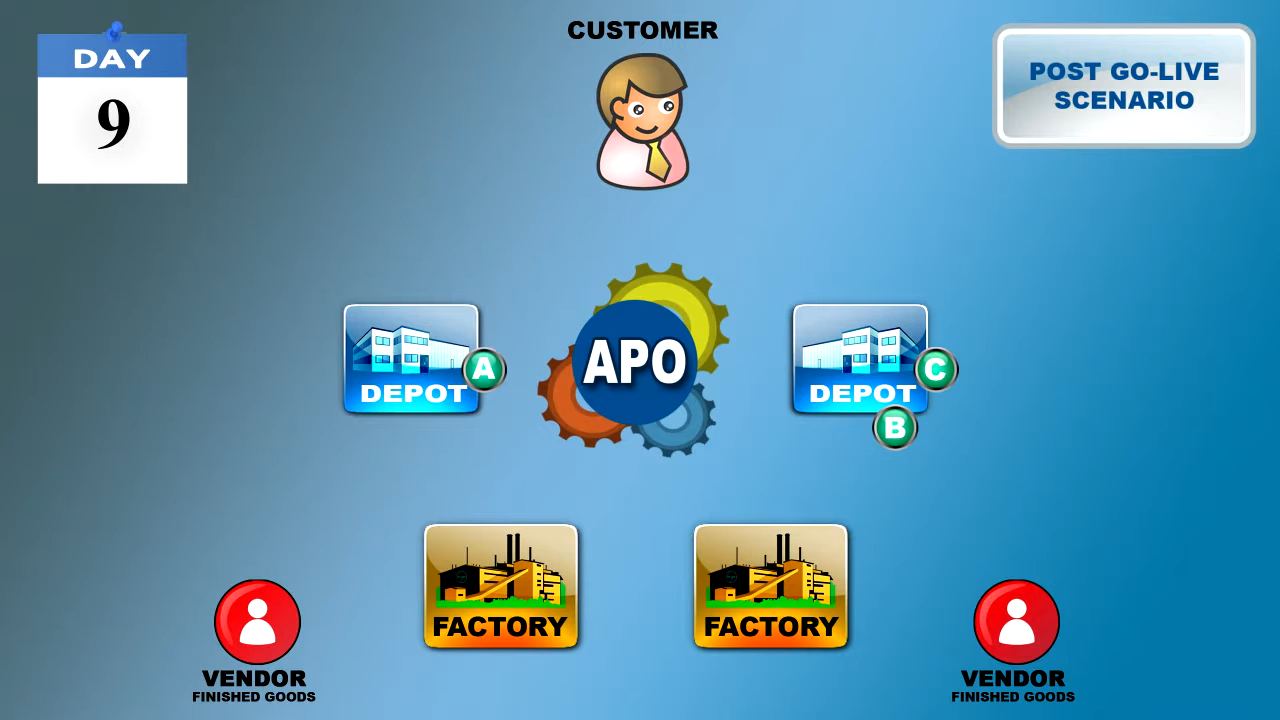 DAY
9
CUSTOMER
POST GO-LIVE
SCENARIO
DEPOT
A
APO
DEPOT
C
B
FACTORY
FACTORY
VENDOR
FINISHED GOODS
VENDOR
FINISHED GOODS